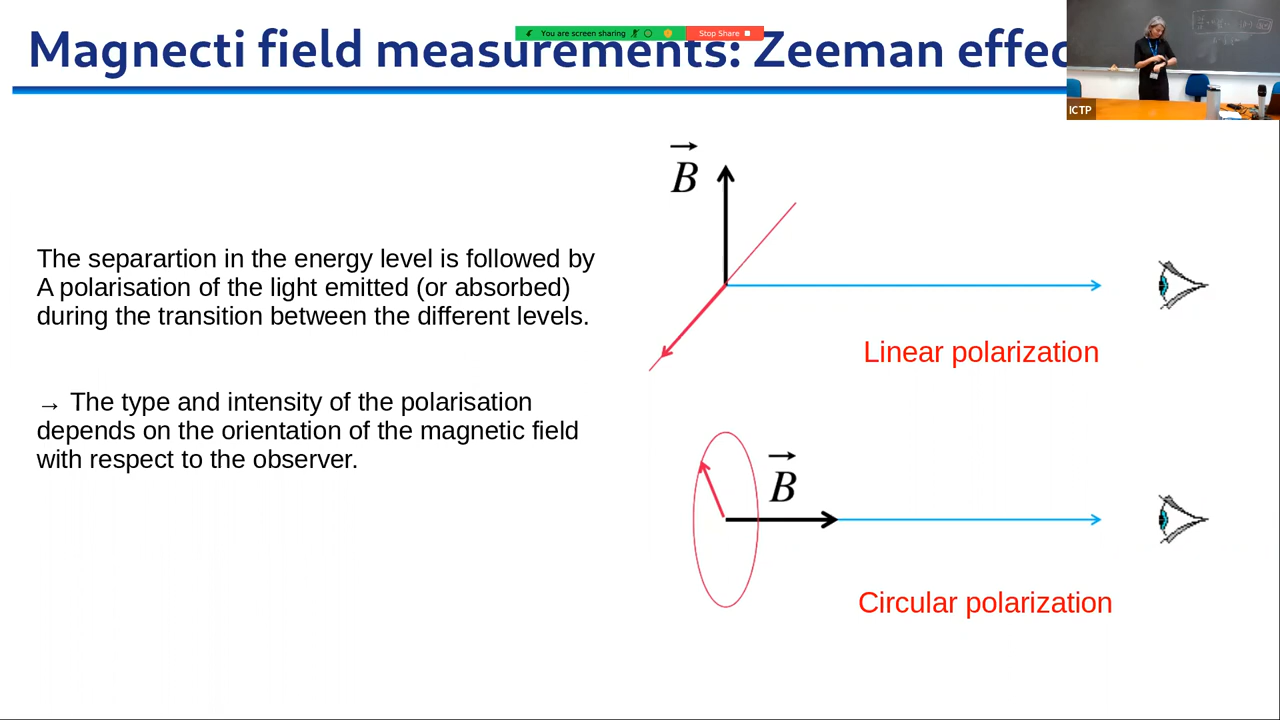 You are screen sharing
Stop Share
Magnecti field measurements: Zeeman effec
ICTP
B
The separartion in the energy level is followed by
A polarisation of the light emitted (or absorbed)
during the transition between the different levels.
Linear polarization
→ The type and intensity of the polarisation
depends on the orientation of the magnetic field
with respect to the observer.
B
Circular polarization